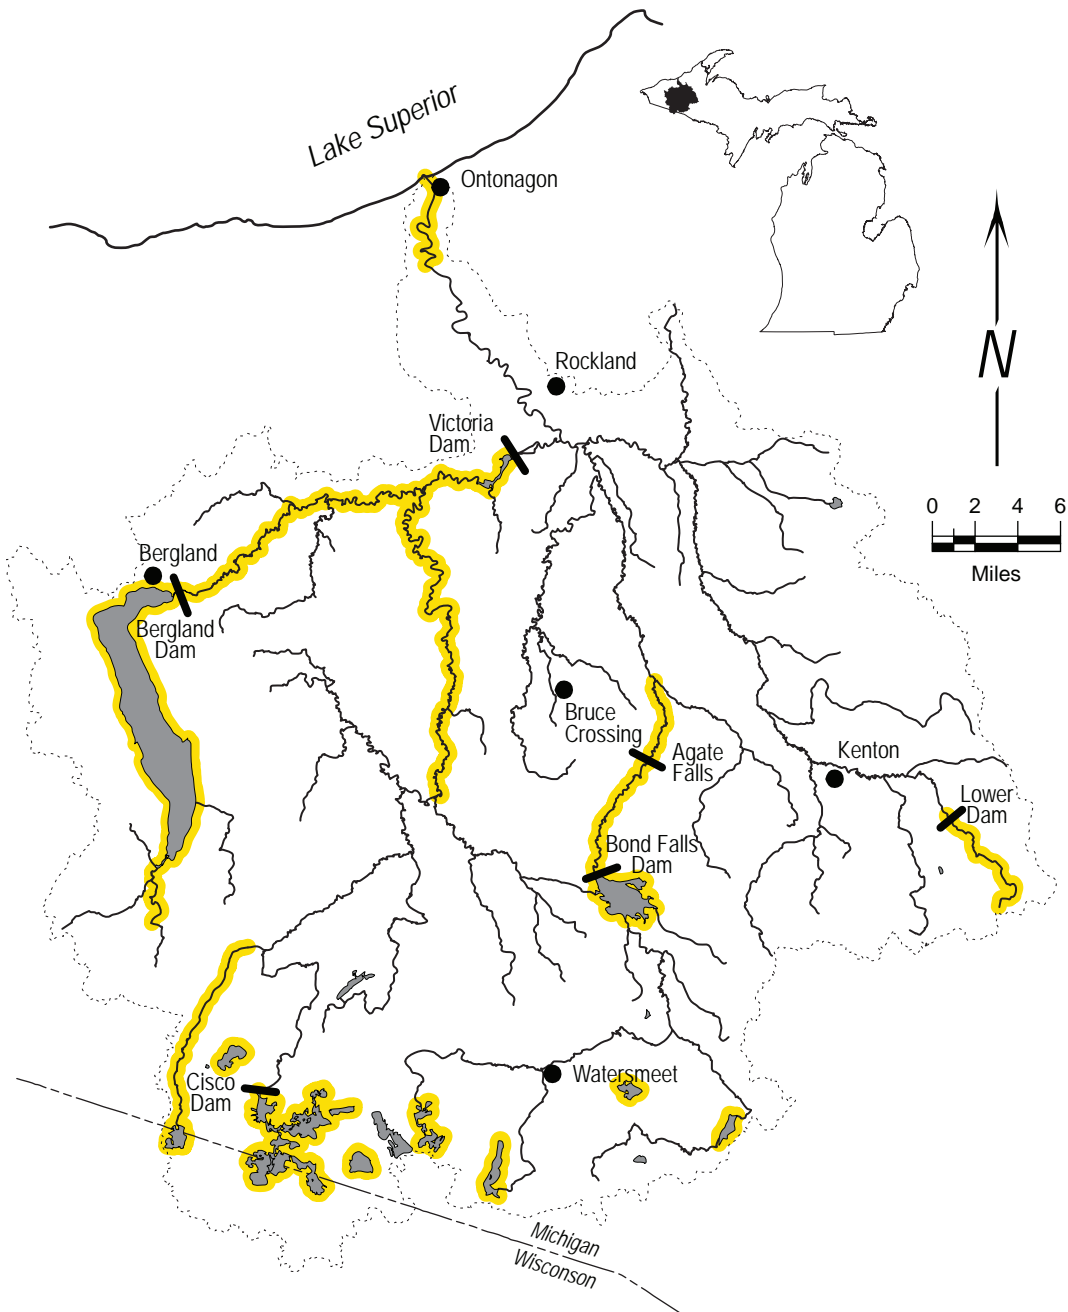 Lake Superior
Ontonagon
Rockland
Victoria
Dam
N
0 2 4 6
Miles
Bergland
Bergland
Dam
Bruce
Crossing
Agate
Falls
Kenton
Lower
Dam
Bond Falls
Dam
Cisco
Dam
Watersmeet
Michigan
Wisconson